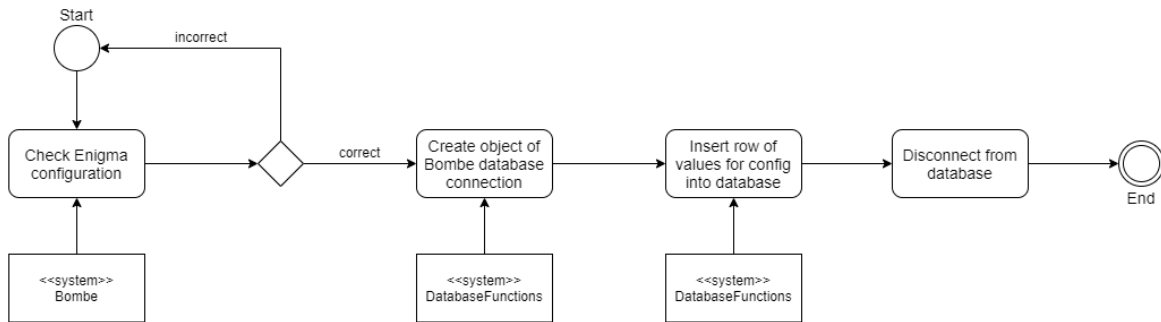 Start
incorrect
Check Enigma
configuration
correct
Create object of
Bombe database
connection
Insert row of
values for config
into database
Disconnect from
database
End
<<system>>
Bombe
<<system>>
DatabaseFunctions
<<system>>
DatabaseFunctions